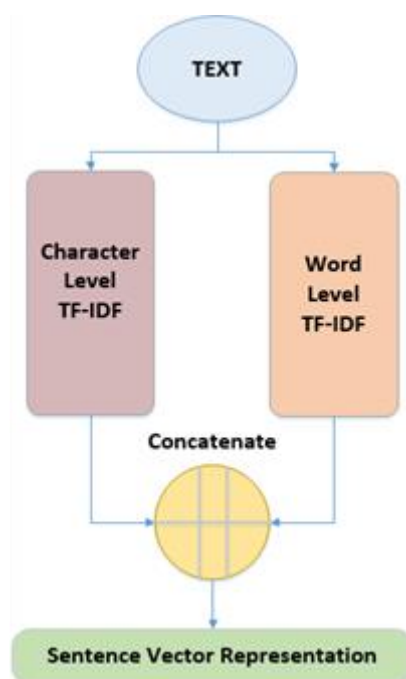 TEXT
Character
Level
TF-IDF
Word
Level
TF-IDF
Concatenate
Sentence Vector Representation